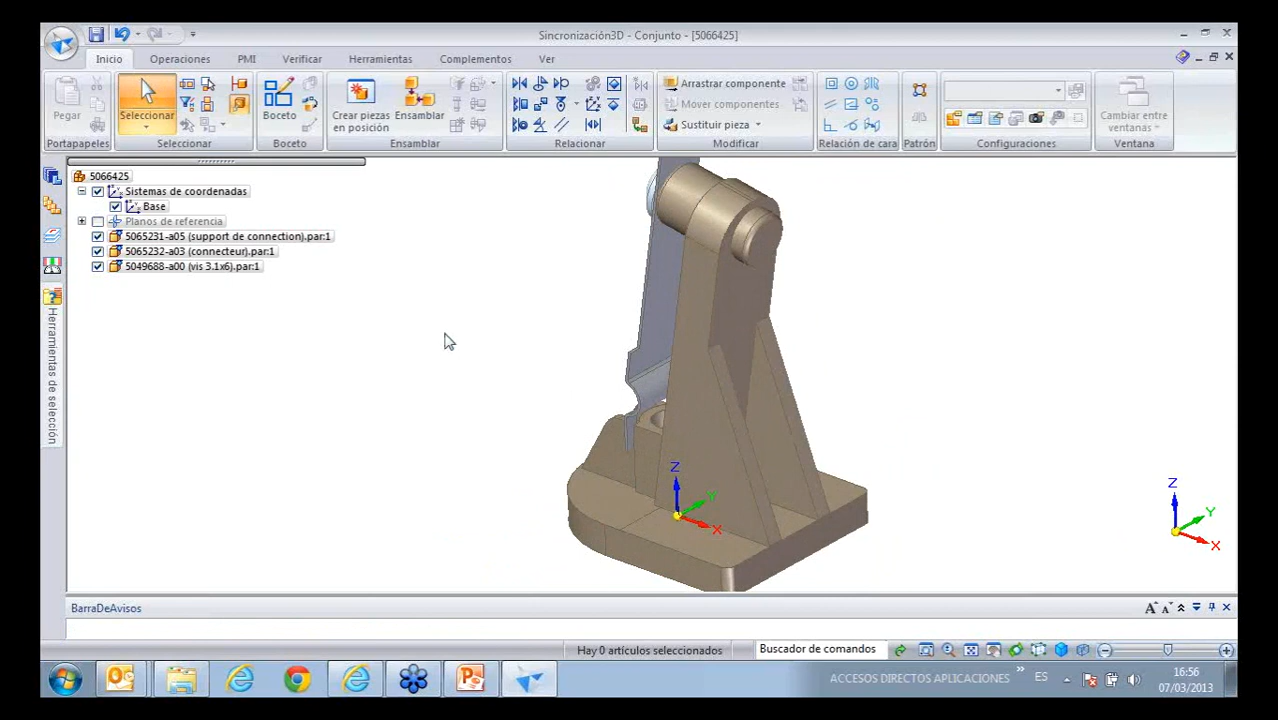 Sincronización3D - Conjunto - [5066425]
Inicio Operaciones PMI Verificar Herramientas Complementos Ver
Pegar Seleccionar Boceto Crear piezas en posición Ensamblar Arrastrar componente Mover componentes Sustituir pieza Cambiar entre ventanas
Portapapeles Seleccionar Boceto Ensamblar Relacionar Modificar Relación de cara Patrón Configuraciones Ventana
5066425
Sistemas de coordenadas
Base
Planos de referencia
5065231-a05 (support de connection).par:1
5065232-a03 (connecteur).par:1
5049688-a00 (vis 3.1x6).par:1
Herramientas de selección
Z
Y
X
Z
Y
X
BarraDeAvisos
Hay 0 artículos seleccionados Buscador de comandos
ACCESOS DIRECTOS APLICACIONES » ES 16:56
07/03/2013